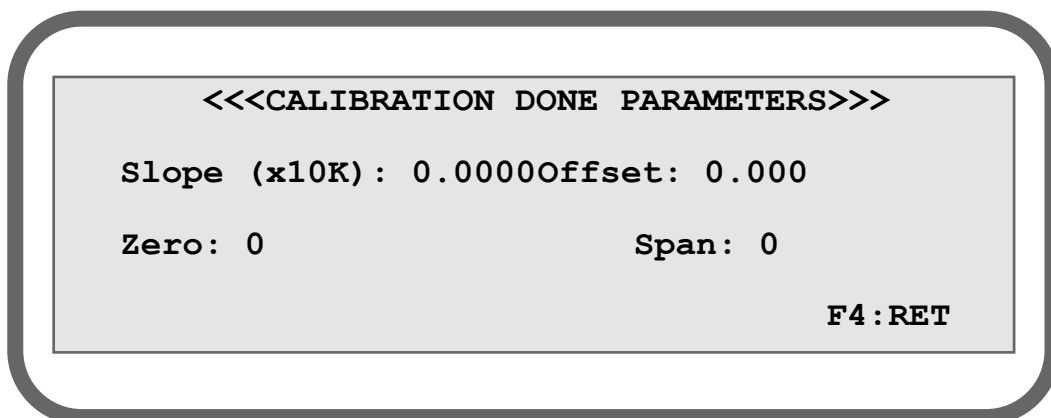 <<<CALIBRATION DONE PARAMETERS>>>
Slope (x10K): 0.0000Offset: 0.000
Zero: 0 Span: 0
F4:RET